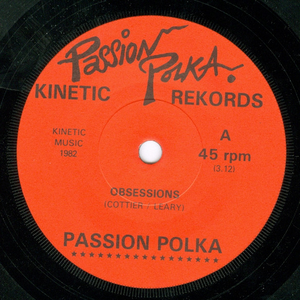 Passion Polka.
KINETIC REKORDS
KINETIC
MUSIC
1982
A
45 rpm
(3.12)
OBSESSIONS
(COTTIER - LEARY)
PASSION POLKA
********************